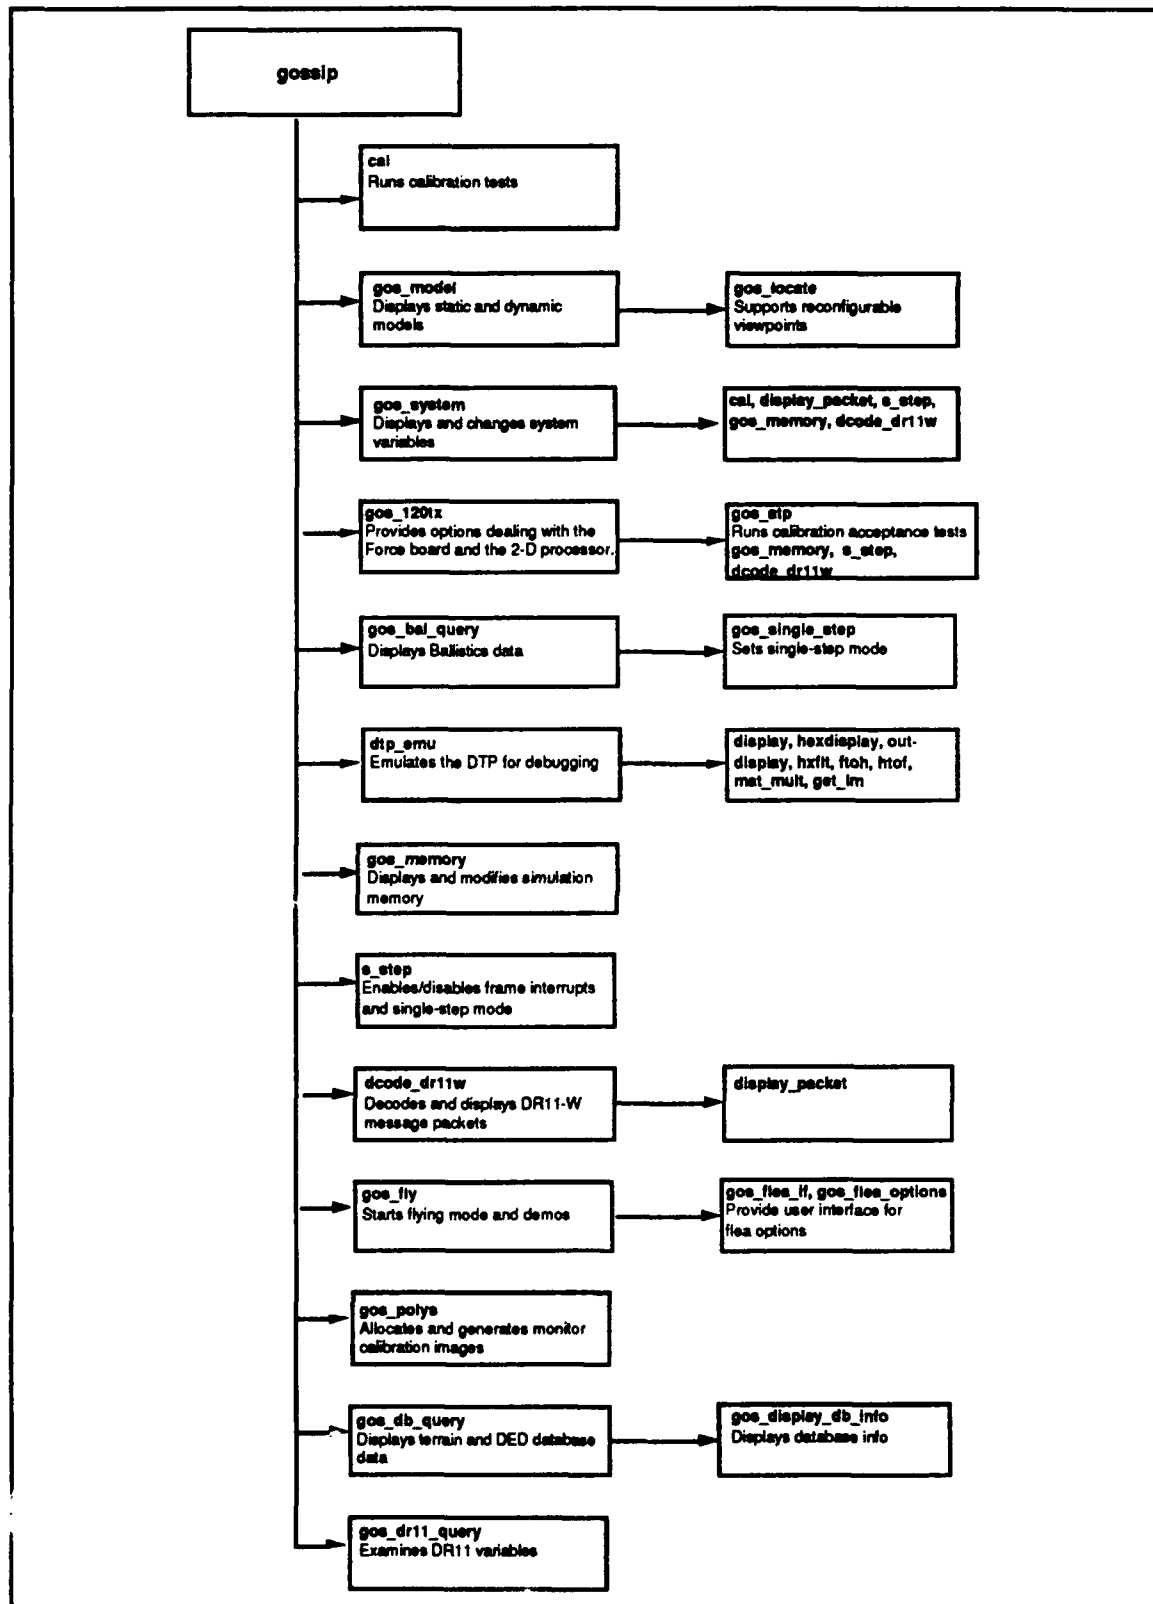 gossip
cal
Runs calibration tests
gos_model
Displays static and dynamic
models
gos_locate
Supports reconfigurable
viewpoints
gos_system
Displays and changes system
variables
cal, display_packet, s_step,
gos_memory, dcode_dr11w
gos_120tx
Provides options dealing with the
Force board and the 2-D processor.
gos_atp
Runs calibration acceptance tests
gos_memory, s_step,
dcode_dr11w
gos_bal_query
Displays Ballistics data
gos_single_step
Sets single-step mode
dtp_emu
Emulates the DTP for debugging
display, hexdisplay, out-
display, hxflt, ftoh, htof,
mat_mult, get_lm
gos_memory
Displays and modifies simulation
memory
s_step
Enables/disables frame interrupts
and single-step mode
dcode_dr11w
Decodes and displays DR11-W
message packets
display_packet
gos_fly
Starts flying mode and demos
gos_flea_if, gos_flea_options
Provide user interface for
flea options
gos_polys
Allocates and generates monitor
calibration images
gos_db_query
Displays terrain and DED database
data
gos_display_db_info
Displays database info
gos_dr11_query
Examines DR11 variables